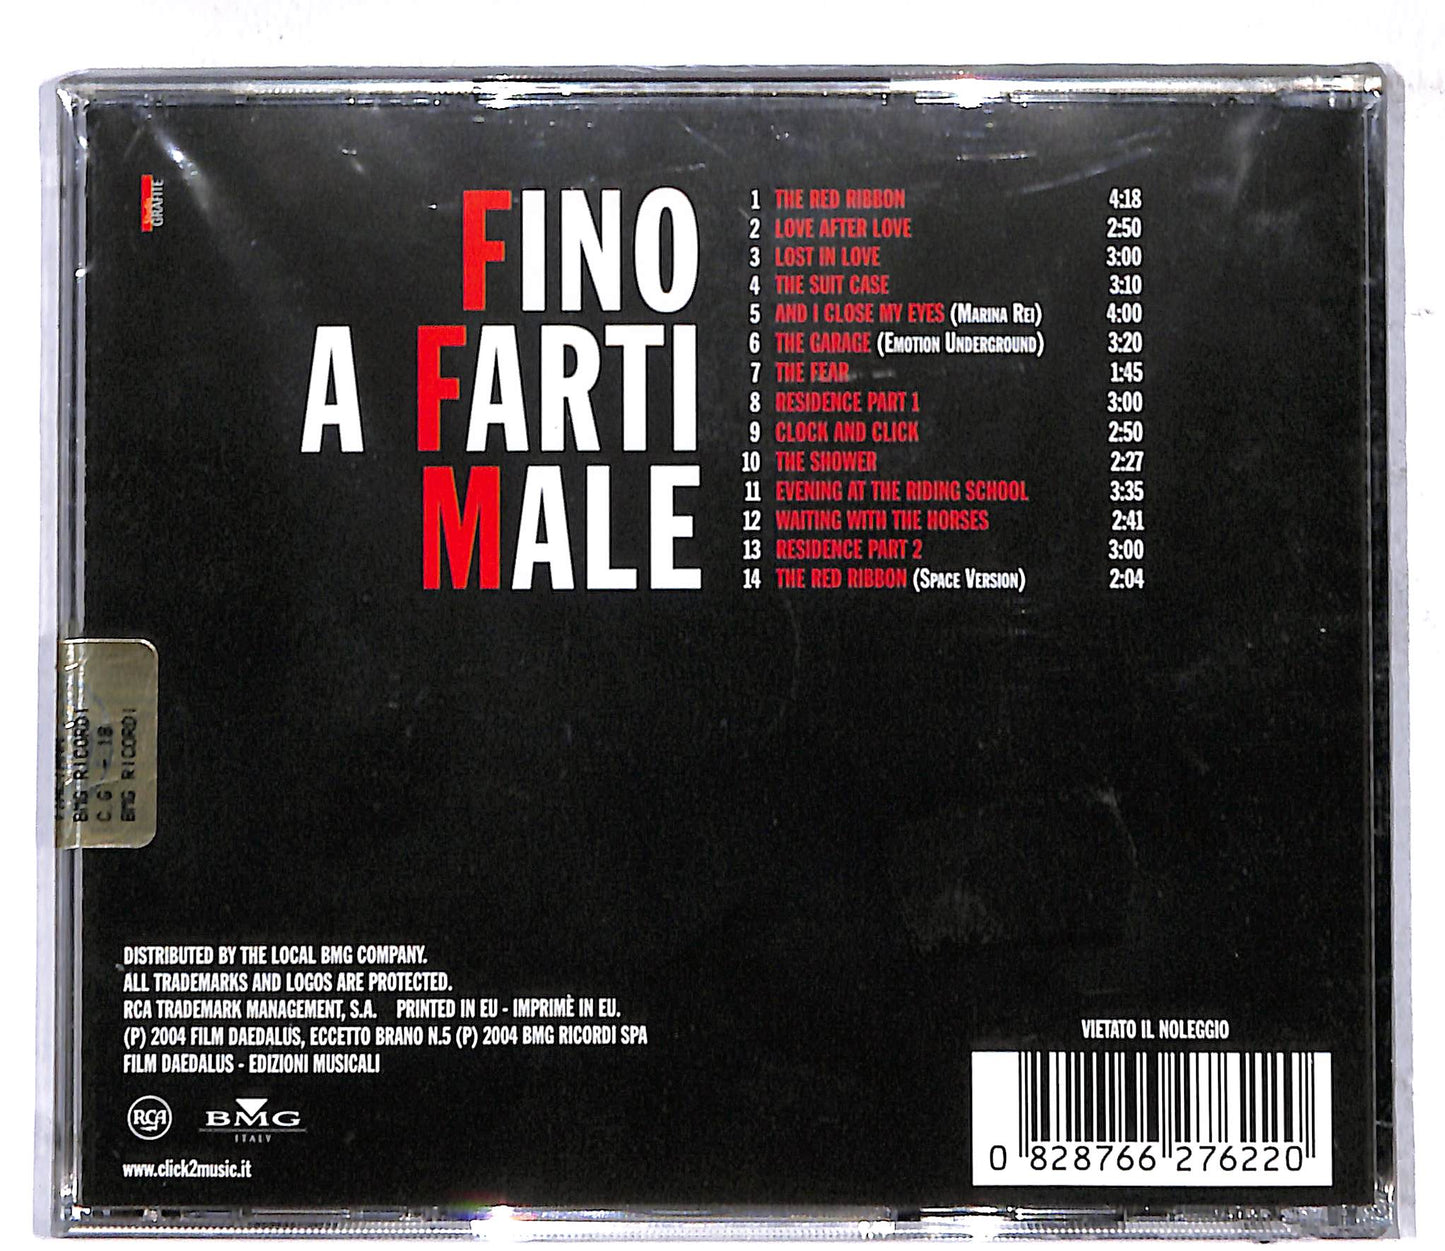 GRAFITE
FINO
A FARTI
MALE
1 THE RED RIBBON 4:18
2 LOVE AFTER LOVE 2:50
3 LOST IN LOVE 3:00
4 THE SUIT CASE 3:10
5 AND I CLOSE MY EYES (MARINA REI) 4:00
6 THE GARAGE (EMOTION UNDERGROUND) 3:20
7 THE FEAR 1:45
8 RESIDENCE PART 1 3:00
9 CLOCK AND CLICK 2:50
10 THE SHOWER 2:27
11 EVENING AT THE RIDING SCHOOL 3:35
12 WAITING WITH THE HORSES 2:41
13 RESIDENCE PART 2 3:00
14 THE RED RIBBON (SPACE VERSION) 2:04
BMG RICORDI
C.G - 18
BMG RICORDI
DISTRIBUTED BY THE LOCAL BMG COMPANY.
ALL TRADEMARKS AND LOGOS ARE PROTECTED.
RCA TRADEMARK MANAGEMENT, S.A. PRINTED IN EU - IMPRIMÈ IN EU.
(P) 2004 FILM DAEDALUS, ECCETTO BRANO N.5 (P) 2004 BMG RICORDI SPA
FILM DAEDALUS - EDIZIONI MUSICALI
RCA
BMG
ITALY
www.click2music.it
VIETATO IL NOLEGGIO
0 828766 276220